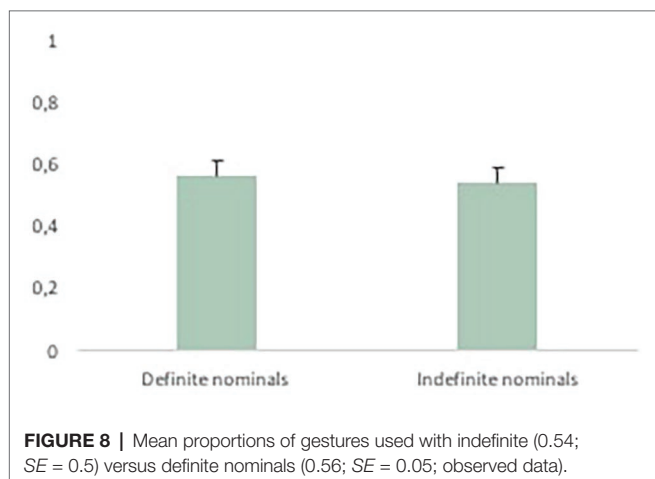 1
0,8
0,6
0,4
0,2
0
Definite nominals
Indefinite nominals
FIGURE 8 | Mean proportions of gestures used with indefinite (0.54;
SE = 0.5) versus definite nominals (0.56; SE = 0.05; observed data).